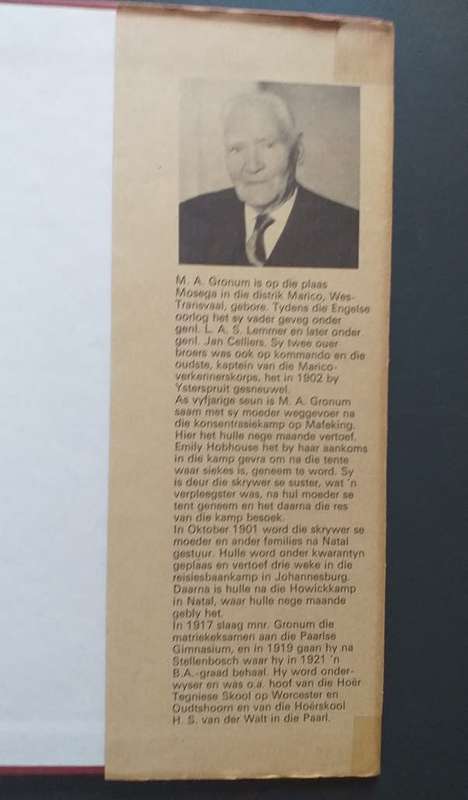 M. A. Gronum is op die plaas
Mosega in die distrik Marico, Wes-
Transvaal, gebore. Tydens die Engelse
oorlog het sy vader geveg onder
genl. L. A. S. Lemmer en later onder
genl. Jan Celliers. Sy twee ouer
broers was ook op kommando en die
oudste, kaptein van die Marico-
verkennerskorps, het in 1902 by
Ysterspruit gesneuwel.
As vyfjarige seun is M. A. Gronum
saam met sy moeder weggevoer na
die konsentrasiekamp op Mafeking.
Hier het hulle nege maande vertoef.
Emily Hobhouse het by haar aankoms
in die kamp gevra om na die tente
waar siekes is, geneem te word. Sy
is deur die skrywer se suster, wat 'n
verpleegster was, na hul moeder se
tent geneem en het daarna die res
van die kamp besoek.
In Oktober 1901 word die skrywer se
moeder en ander families na Natal
gestuur. Hulle word onder kwarantyn
geplaas en vertoef drie weke in die
reisiesbaankamp in Johannesburg.
Daarna is hulle na die Howickkamp
in Natal, waar hulle nege maande
gebly het.
In 1917 slaag mnr. Gronum die
matriekeksamen aan die Paarlse
Gimnasium, en in 1919 gaan hy na
Stellenbosch waar hy in 1921 'n
B.A.-graad behaal. Hy word onder-
wyser en was o.a. hoof van die Hoër
Tegniese Skool op Worcester en
Oudtshoorn en van die Hoërskool
H. S. van der Walt in die Paarl.